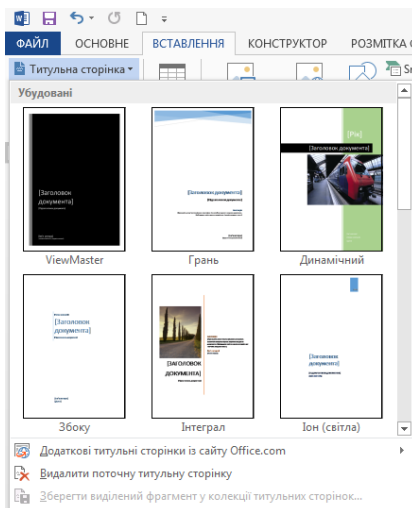 ФАЙЛ ОСНОВНЕ ВСТАВЛЕННЯ КОНСТРУКТОР РОЗМІТКА
Титульна сторінка
Убудовані
[Заголовок
документа]
ViewMaster
[Заголовок документа]
Грань
[Рік]
[Заголовок документа]
Динамічний
[Заголовок
документа]
Збоку
[ЗАГОЛОВОК
ДОКУМЕНТА]
Інтеграл
[Заголовок
документа]
Іон (світла)
Додаткові титульні сторінки із сайту Office.com
Видалити поточну титульну сторінку
Зберегти виділений фрагмент у колекції титульних сторінок...